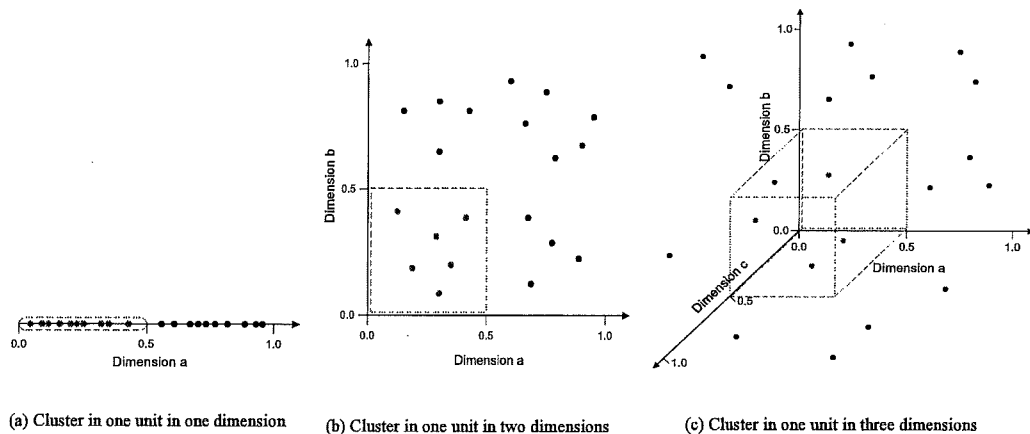 0.0
0.5
1.0
Dimension a
(a) Cluster in one unit in one dimension
1.0
Dimension b
0.5
0.0
0.0
0.5
1.0
Dimension a
(b) Cluster in one unit in two dimensions
1.0
Dimension b
0.5
0.0
0.0
0.5
1.0
Dimension a
Dimension c
0.5
1.0
(c) Cluster in one unit in three dimensions